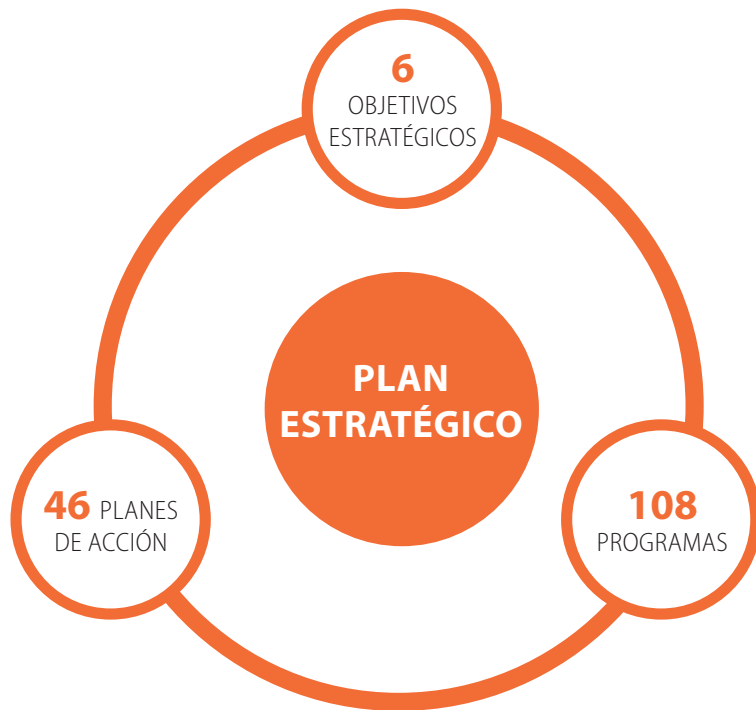 6
OBJETIVOS
ESTRATÉGICOS
PLAN
ESTRATÉGICO
46 PLANES
DE ACCIÓN
108
PROGRAMAS